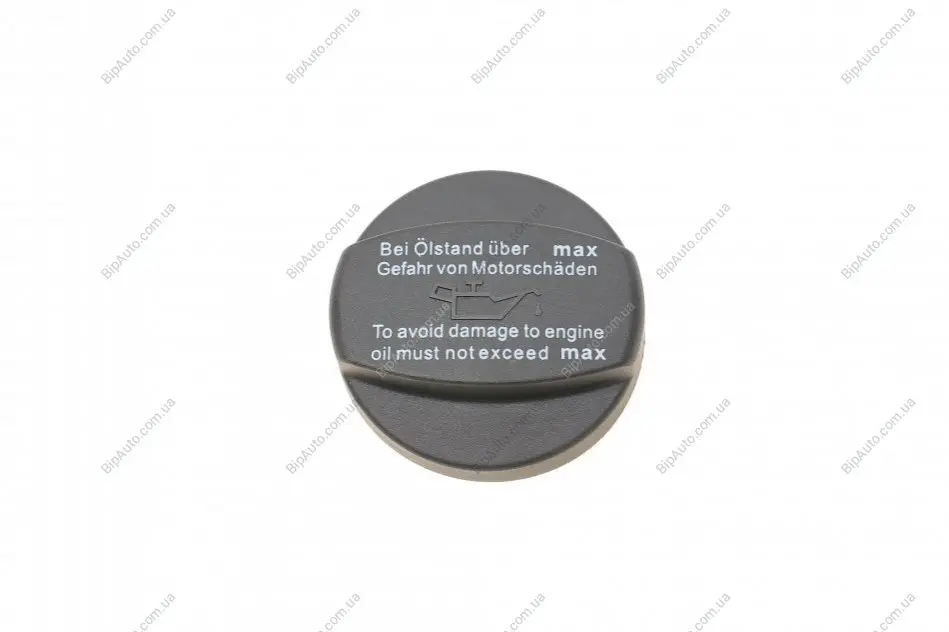 Bei Ölstand über max
Gefahr von Motorschäden
To avoid damage to engine
oil must not exceed max
BipAuto.com.ua